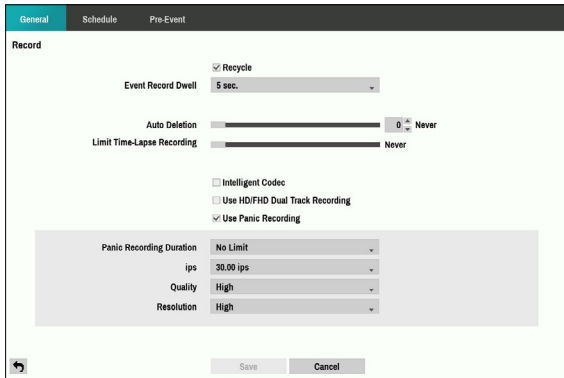 General Schedule Pre-Event
Record
Recycle
Event Record Dwell 5 sec.
Auto Deletion 0 Never
Limit Time-Lapse Recording Never
Intelligent Codec
Use HD/FHD Dual Track Recording
Use Panic Recording
Panic Recording Duration No Limit
ips 30.00 ips
Quality High
Resolution High
Save Cancel